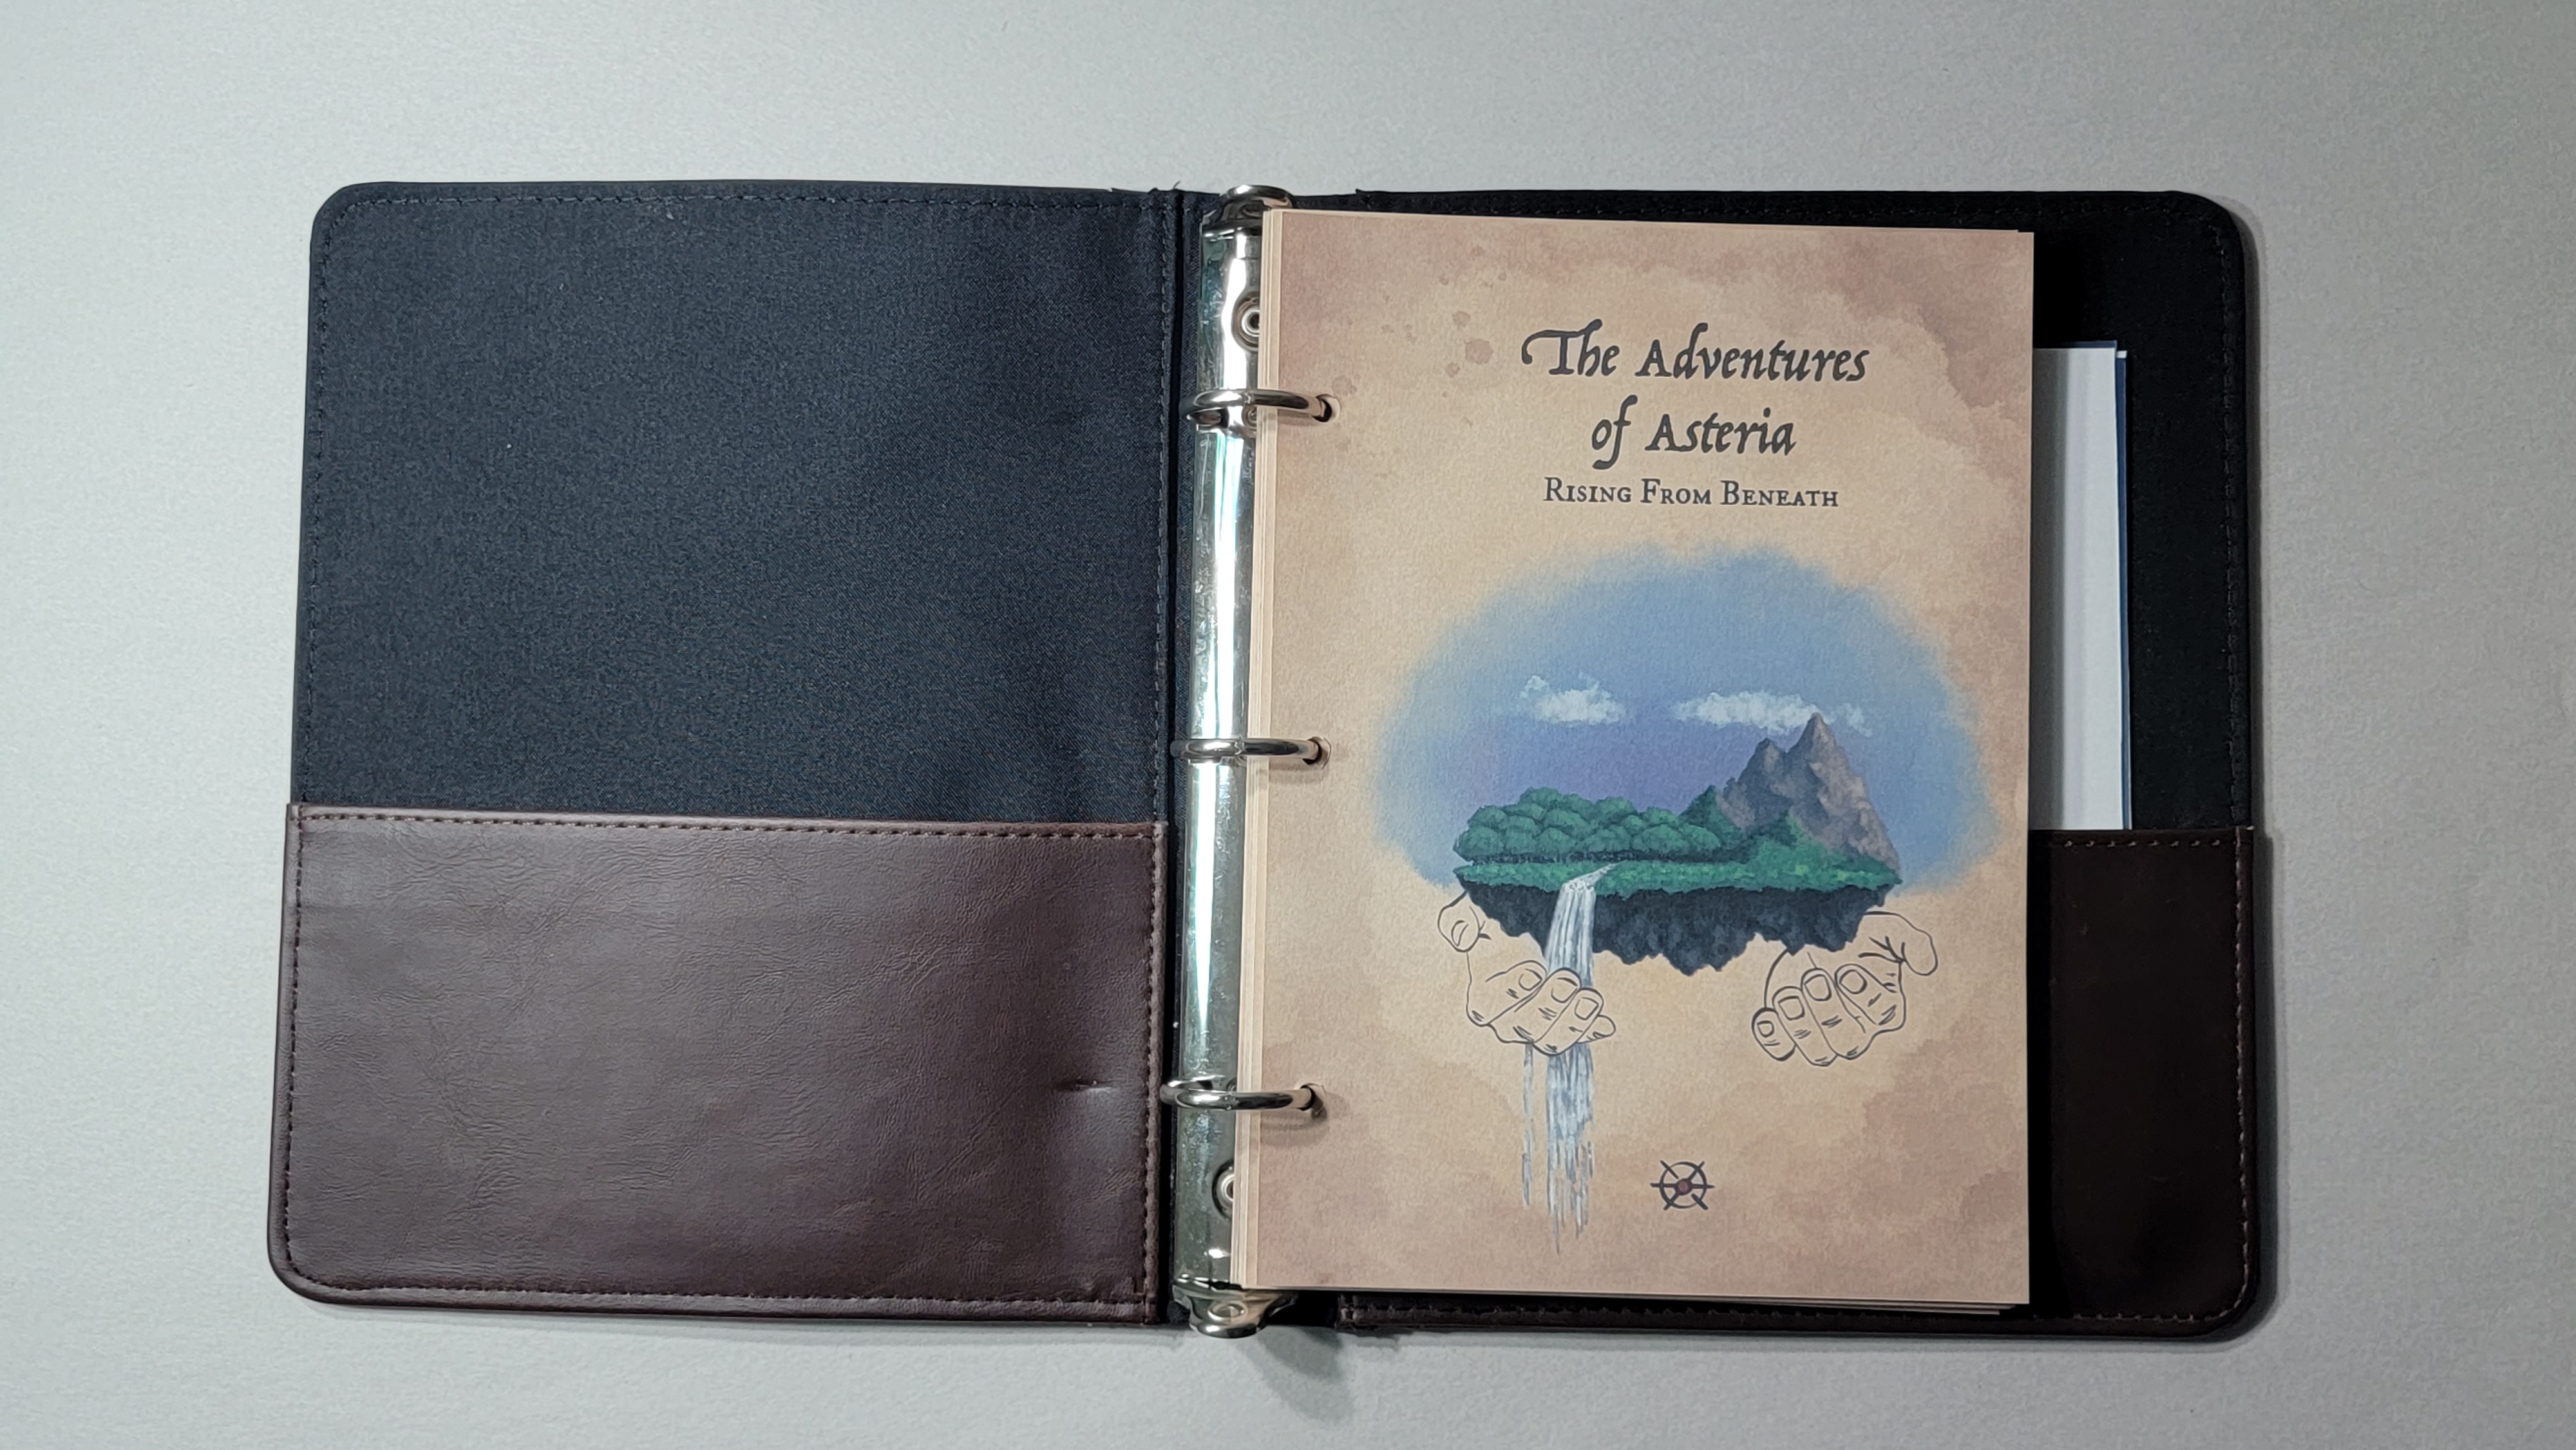 The Adventures
of Asteria
RISING FROM BENEATH